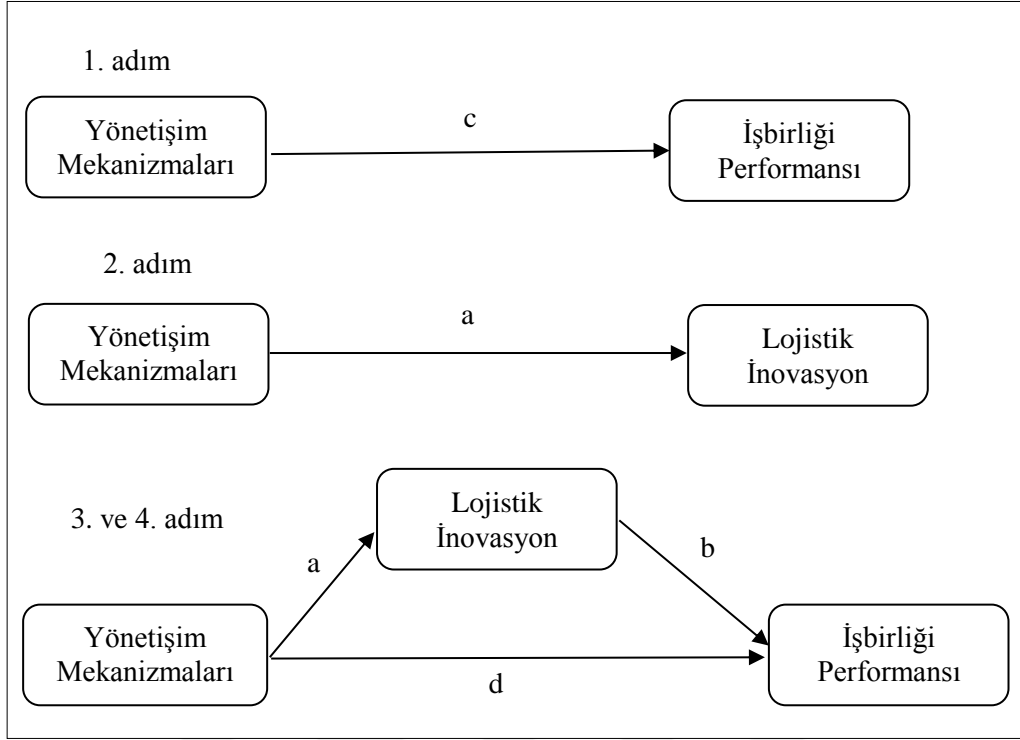 1. adım
Yönetişim
Mekanizmaları
c
İşbirliği
Performansı
2. adım
Yönetişim
Mekanizmaları
a
Lojistik
İnovasyon
3. ve 4. adım
Lojistik
İnovasyon
a
b
Yönetişim
Mekanizmaları
d
İşbirliği
Performansı